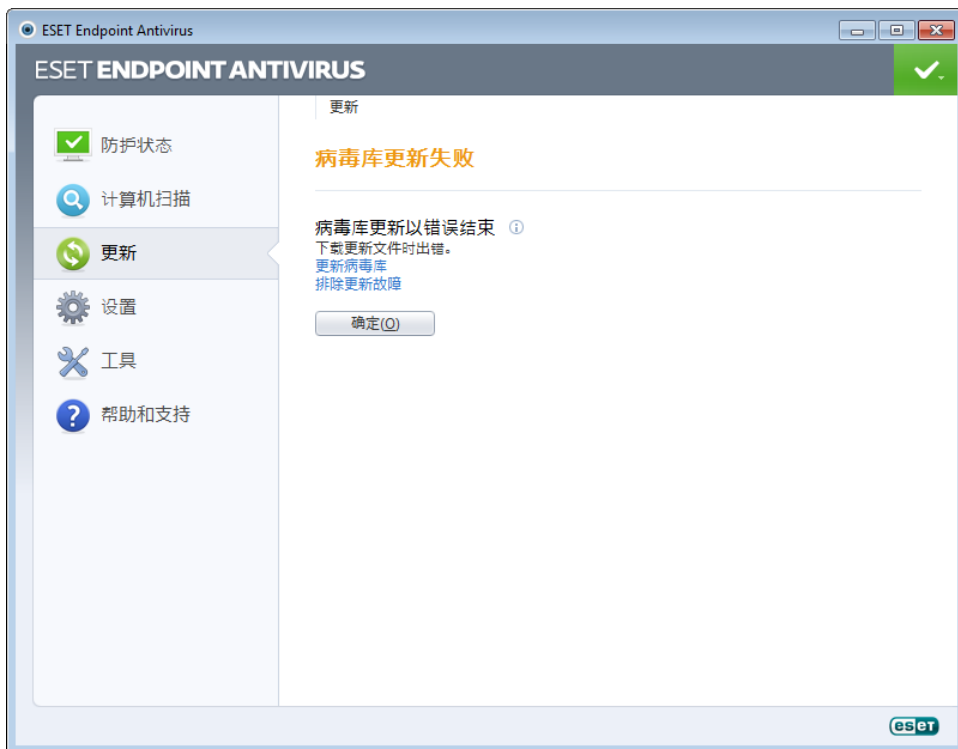 ESET Endpoint Antivirus
ESET ENDPOINT ANTIVIRUS
防护状态
计算机扫描
更新
设置
工具
帮助和支持
更新
病毒库更新失败
病毒库更新以错误结束
下载更新文件时出错。
更新病毒库
排除更新故障
确定(O)
eset